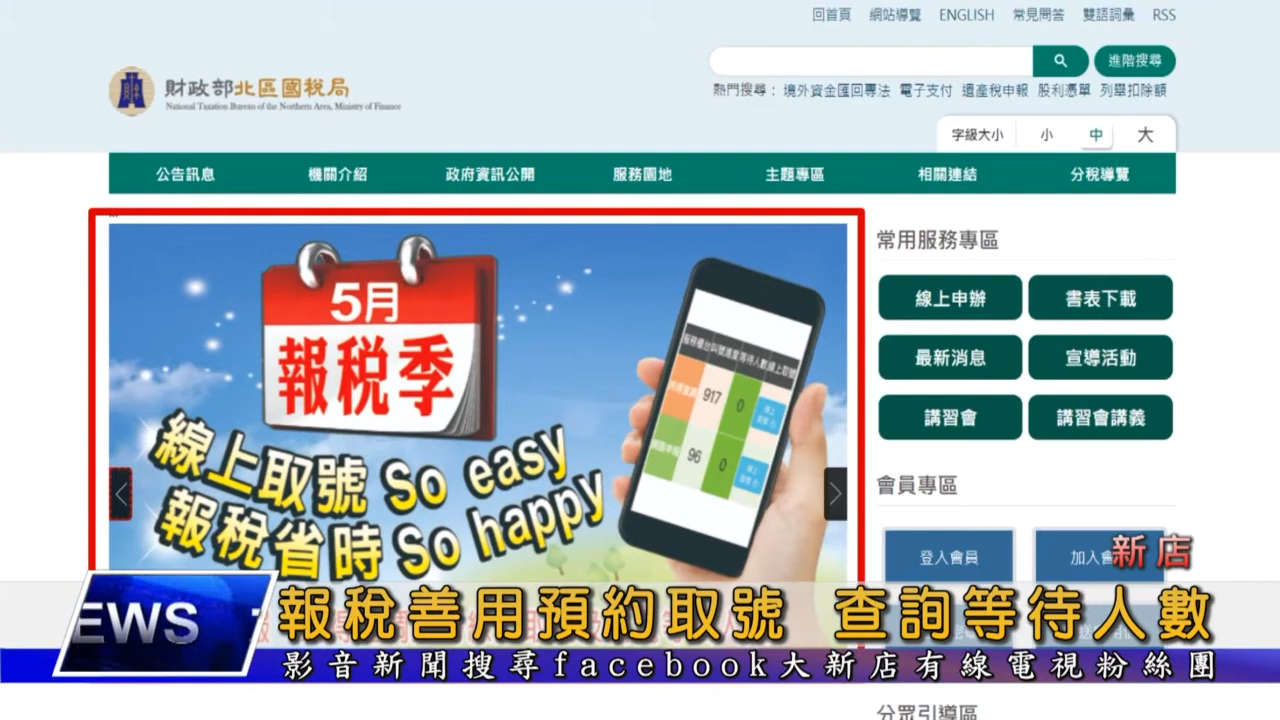 回首頁 網站導覽 ENGLISH 常見問答 雙語詞彙 RSS
財政部北區國稅局
National Taxation Bureau of the Northern Area, Ministry of Finance
進階搜尋
熱門搜尋: 境外資金匯回專法 電子支付 遺產稅申報 股利憑單 列舉扣除額
字級大小 小 中 大
公告訊息 機關介紹 政府資訊公開 服務園地 主題專區 相關連結 分稅導覽
5月
報稅季
線上取號 So easy
報稅省時 So happy
917 0
96 0
常用服務專區
線上申辦 書表下載
最新消息 宣導活動
講習會 講習會講義
會員專區
登入會員 加入會
新店
EWS
報稅善用預約取號 查詢等待人數
影音新聞搜尋facebook大新店有線電視粉絲團
分眾引導區